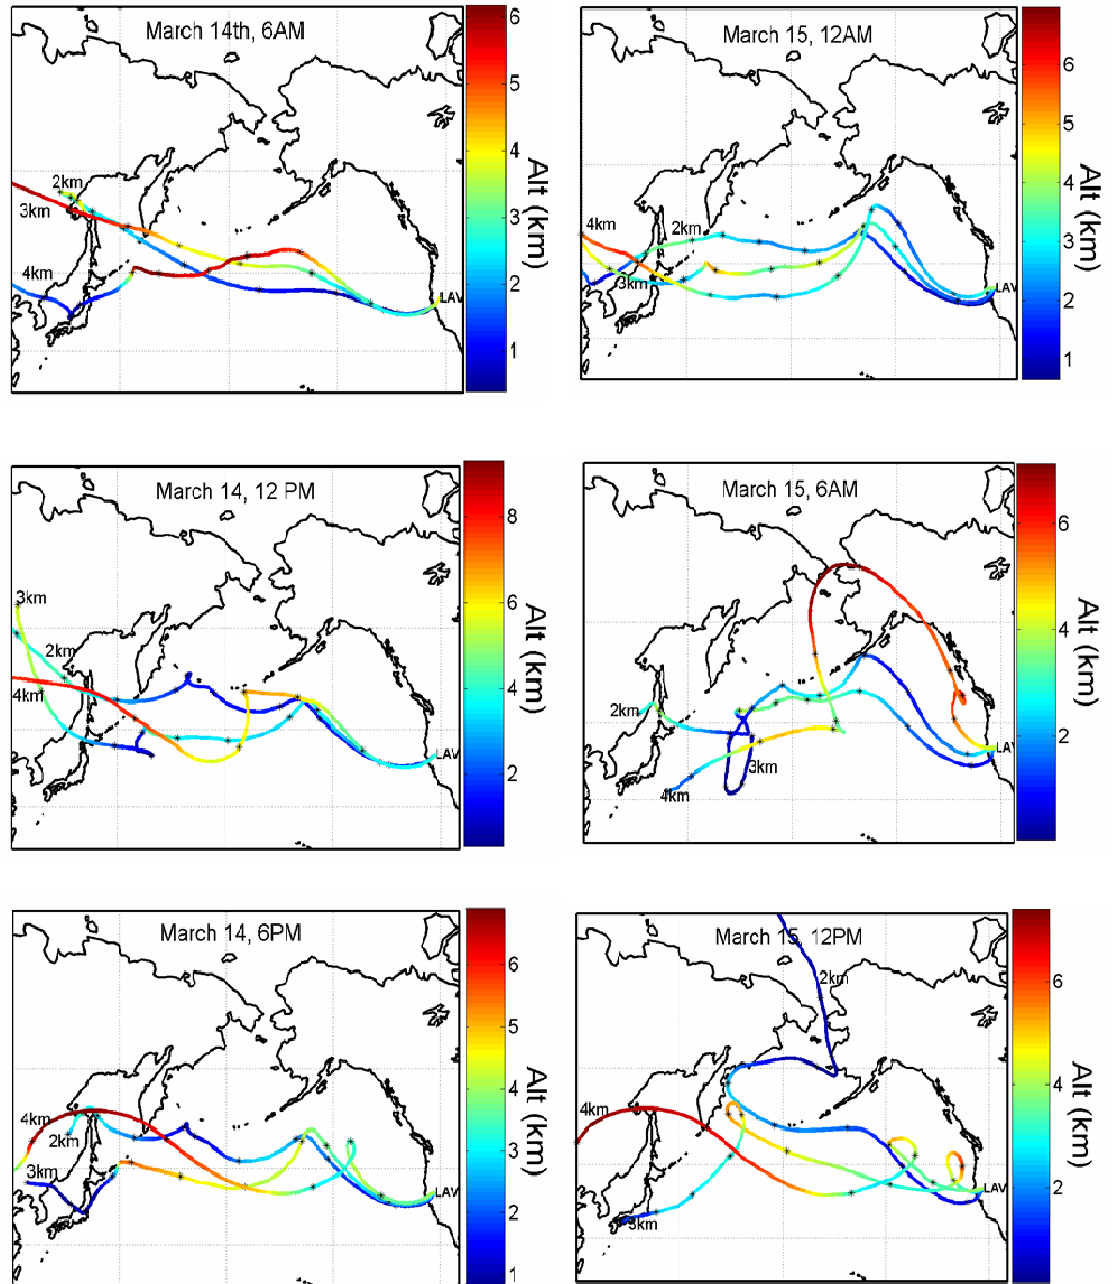 March 14th, 6AM
2km
3km
4km
LAV
6
5
4
3
2
1
Alt (km)
March 15, 12AM
4km
2km
3km
LAV
6
5
4
3
2
1
Alt (km)
March 14, 12 PM
3km
2km
4km
LAV
8
6
4
2
Alt (km)
March 15, 6AM
2km
3km
4km
LAV
6
4
2
Alt (km)
March 14, 6PM
4km
2km
3km
LAV
6
5
4
3
2
1
Alt (km)
March 15, 12PM
2km
4km
3km
LAV
6
4
2
Alt (km)